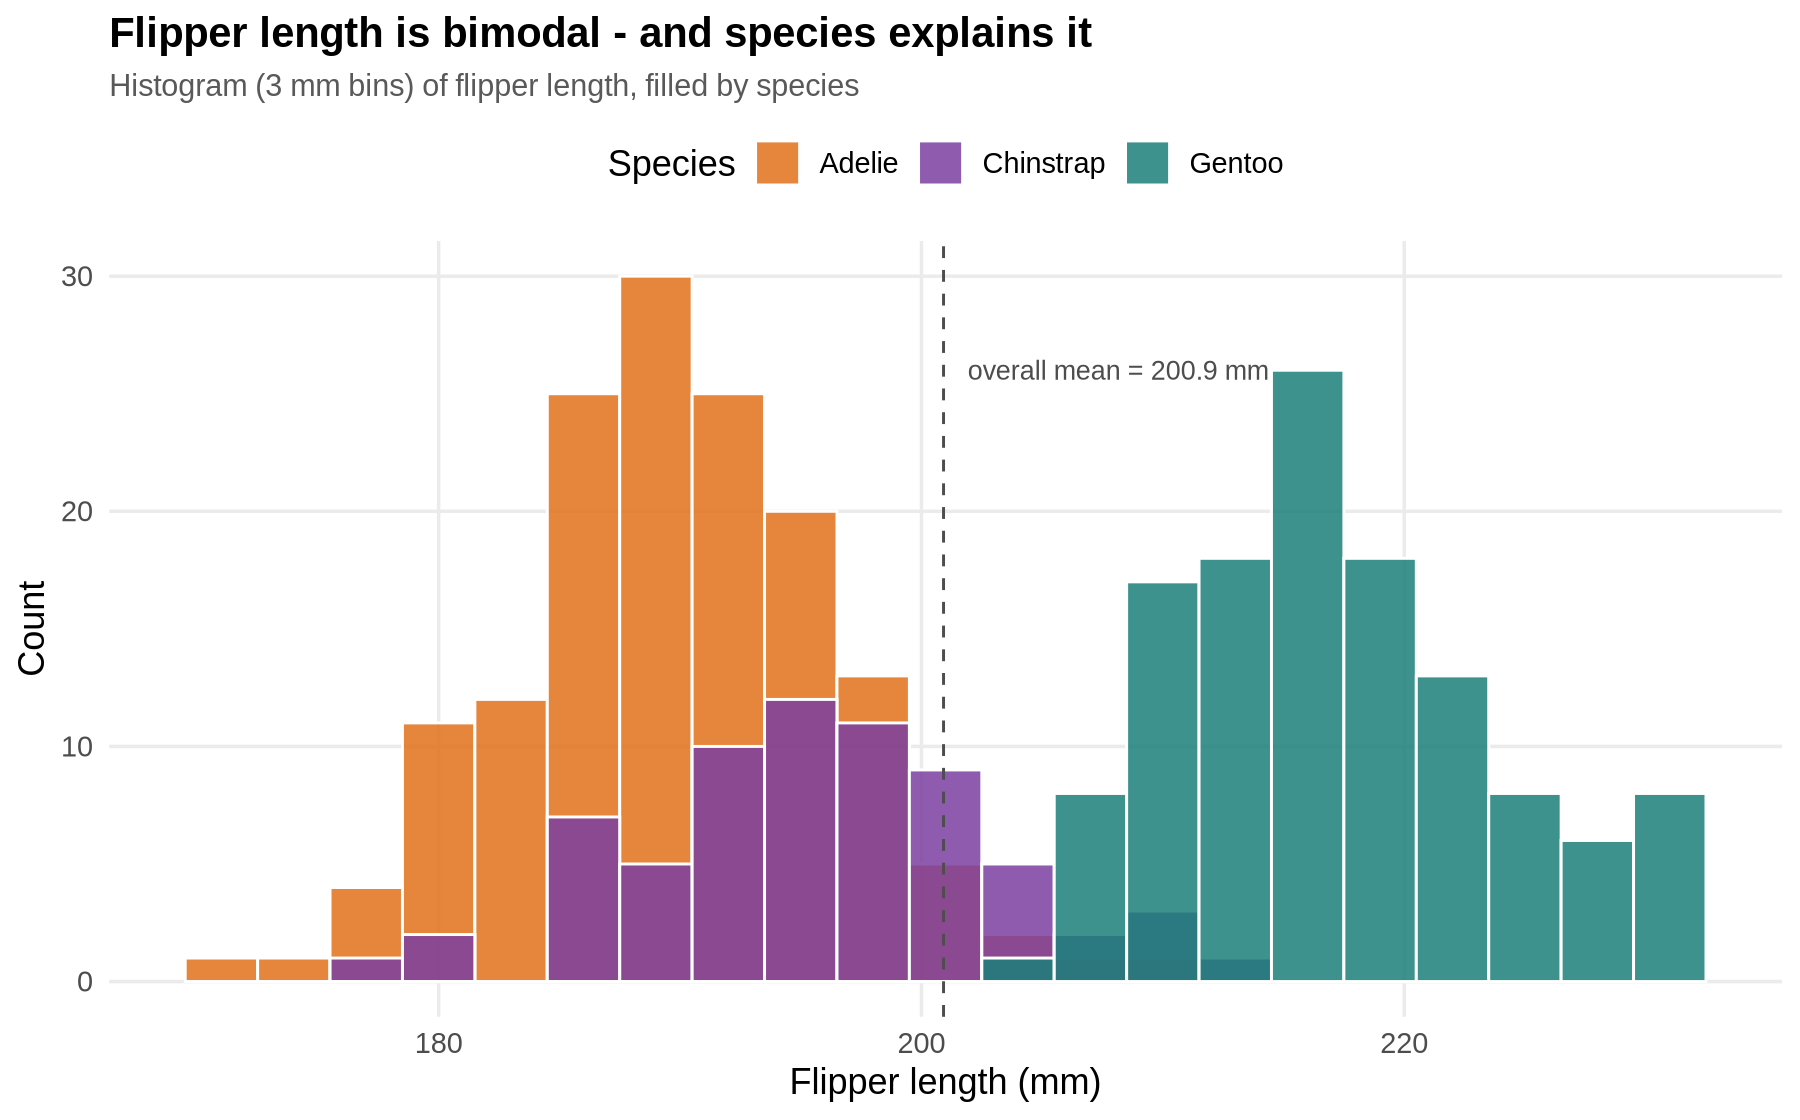 Flipper length is bimodal - and species explains it
Histogram (3 mm bins) of flipper length, filled by species
Species Adelie Chinstrap Gentoo
30
overall mean = 200.9 mm
20
Count
10
0
180 200 220
Flipper length (mm)